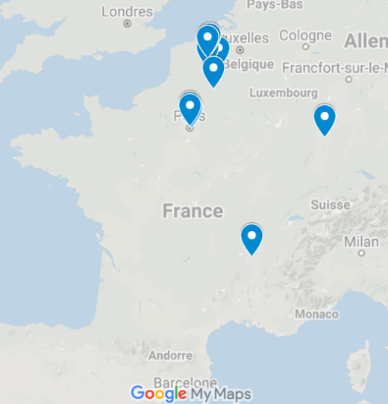 Pays-Bas
Londres
Bruxelles
Cologne
Allem
Belgique
Francfort-sur-le-M
Luxembourg
Paris
France
Suisse
Milan
Monaco
Andorre
Barcelone
Google My Maps